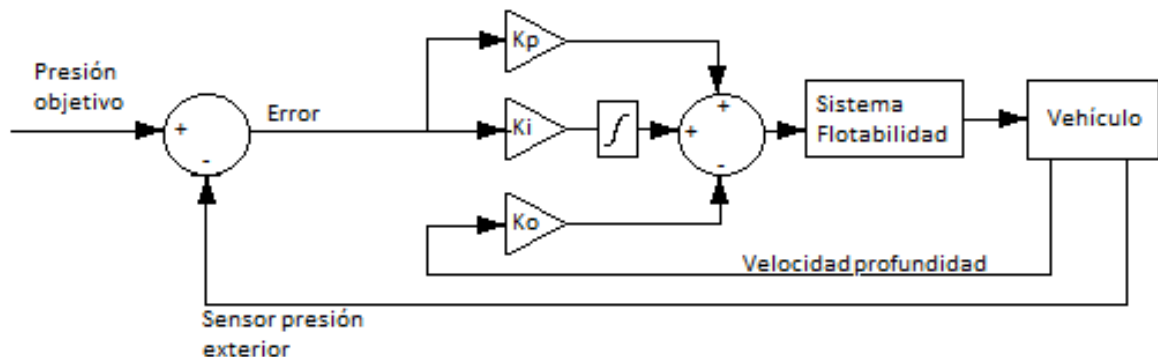 Presión
objetivo
+
-
Error
Kp
Ki
∫
Ko
+
+
-
Sistema
Flotabilidad
Vehículo
Velocidad profundidad
Sensor presión
exterior